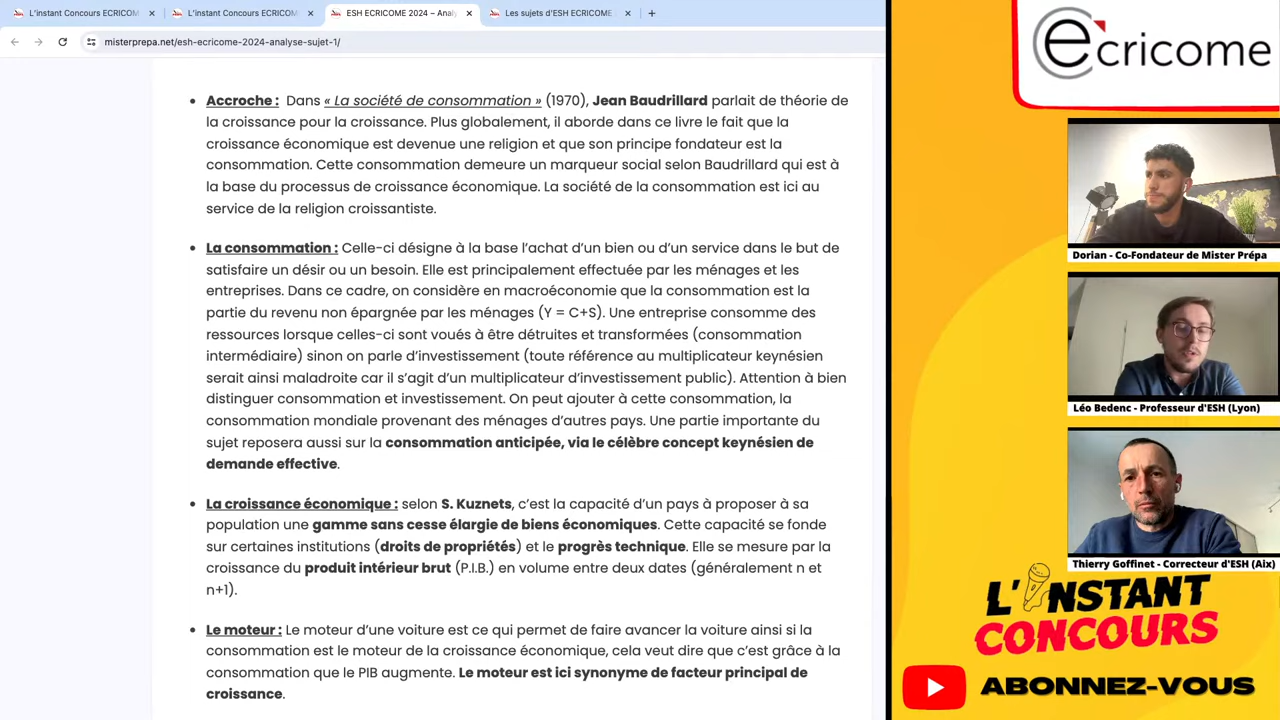 L'instant Concours ECRICOM
L'instant Concours ECRICOM
ESH ECRICOME 2024 – Analy
Les sujets d'ESH ECRICOME
misterprepa.net/esh-ecricome-2024-analyse-sujet-1/
Accroche : Dans « La société de consommation » (1970), Jean Baudrillard parlait de théorie de
la croissance pour la croissance. Plus globalement, il aborde dans ce livre le fait que la
croissance économique est devenue une religion et que son principe fondateur est la
consommation. Cette consommation demeure un marqueur social selon Baudrillard qui est à
la base du processus de croissance économique. La société de la consommation est ici au
service de la religion croissantiste.
La consommation : Celle-ci désigne à la base l'achat d'un bien ou d'un service dans le but de
satisfaire un désir ou un besoin. Elle est principalement effectuée par les ménages et les
entreprises. Dans ce cadre, on considère en macroéconomie que la consommation est la
partie du revenu non épargnée par les ménages (Y = C+S). Une entreprise consomme des
ressources lorsque celles-ci sont voués à être détruites et transformées (consommation
intermédiaire) sinon on parle d'investissement (toute référence au multiplicateur keynésien
serait ainsi maladroite car il s'agit d'un multiplicateur d'investissement public). Attention à bien
distinguer consommation et investissement. On peut ajouter à cette consommation, la
consommation mondiale provenant des ménages d'autres pays. Une partie importante du
sujet reposera aussi sur la consommation anticipée, via le célèbre concept keynésien de
demande effective.
La croissance économique : selon S. Kuznets, c'est la capacité d'un pays à proposer à sa
population une gamme sans cesse élargie de biens économiques. Cette capacité se fonde
sur certaines institutions (droits de propriétés) et le progrès technique. Elle se mesure par la
croissance du produit intérieur brut (P.I.B.) en volume entre deux dates (généralement n et
n+1).
Le moteur : Le moteur d'une voiture est ce qui permet de faire avancer la voiture ainsi si la
consommation est le moteur de la croissance économique, cela veut dire que c'est grâce à la
consommation que le PIB augmente. Le moteur est ici synonyme de facteur principal de
croissance.
écricome
Dorian - Co-Fondateur de Mister Prépa
Léo Bedenc - Professeur d'ESH (Lyon)
Thierry Goffinet - Correcteur d'ESH (Aix)
L'INSTANT
CONCOURS
ABONNEZ-VOUS